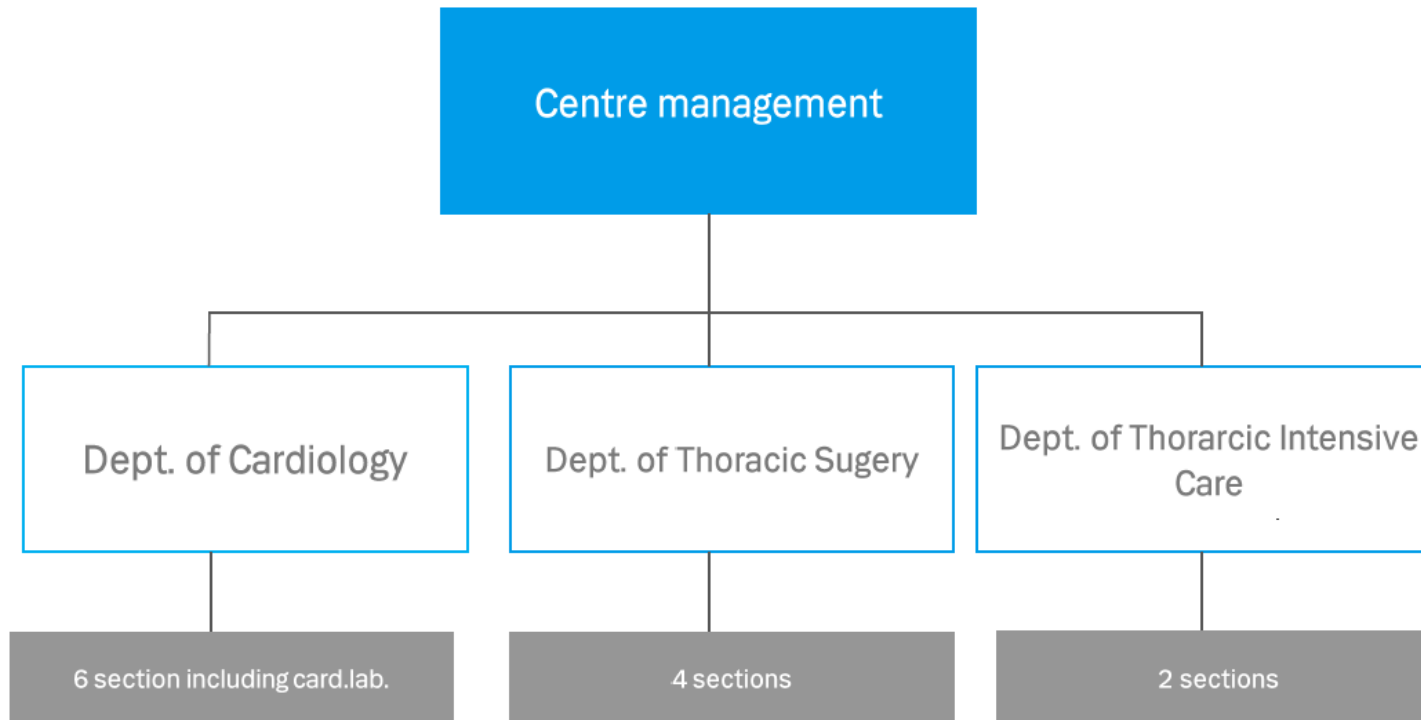 Centre management
Dept. of Cardiology
Dept. of Thoracic Sugery
Dept. of Thorarcic Intensive
Care
6 section including card.lab.
4 sections
2 sections